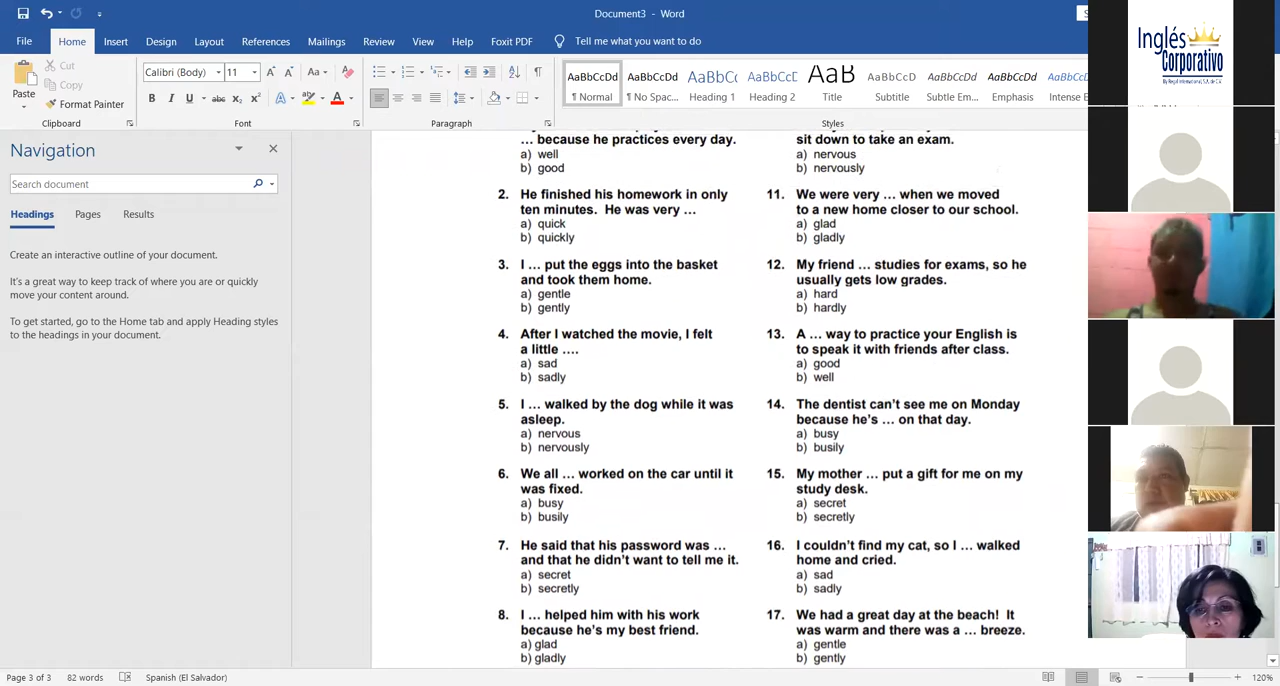 Document3 - Word
File
Home
Insert
Design
Layout
References
Mailings
Review
View
Help
Foxit PDF
Tell me what you want to do
Paste
Cut
Copy
Format Painter
Clipboard
Calibri (Body)
11
Font
Paragraph
AaBbCcDd
¶ Normal
AaBbCcDd
¶ No Spac...
AaBbC
Heading 1
AaBbCcD
Heading 2
AaB
Title
AaBbCcD
Subtitle
AaBbCcDd
Subtle Em...
AaBbCcDd
Emphasis
AaBbCcDd
Intense E
Styles
Inglés
Corporativo
Navigation
Search document
Headings
Pages
Results
Create an interactive outline of your document.
It's a great way to keep track of where you are or quickly
move your content around.
To get started, go to the Home tab and apply Heading styles
to the headings in your document.
… because he practices every day.
a) well
b) good
2. He finished his homework in only
ten minutes. He was very …
a) quick
b) quickly
3. I … put the eggs into the basket
and took them home.
a) gentle
b) gently
4. After I watched the movie, I felt
a little ….
a) sad
b) sadly
5. I … walked by the dog while it was
asleep.
a) nervous
b) nervously
6. We all … worked on the car until it
was fixed.
a) busy
b) busily
7. He said that his password was …
and that he didn't want to tell me it.
a) secret
b) secretly
8. I … helped him with his work
because he's my best friend.
a) glad
b) gladly
sit down to take an exam.
a) nervous
b) nervously
11. We were very … when we moved
to a new home closer to our school.
a) glad
b) gladly
12. My friend … studies for exams, so he
usually gets low grades.
a) hard
b) hardly
13. A … way to practice your English is
to speak it with friends after class.
a) good
b) well
14. The dentist can't see me on Monday
because he's … on that day.
a) busy
b) busily
15. My mother … put a gift for me on my
study desk.
a) secret
b) secretly
16. I couldn't find my cat, so I … walked
home and cried.
a) sad
b) sadly
17. We had a great day at the beach! It
was warm and there was a … breeze.
a) gentle
b) gently
Page 3 of 3
82 words
Spanish (El Salvador)
120%